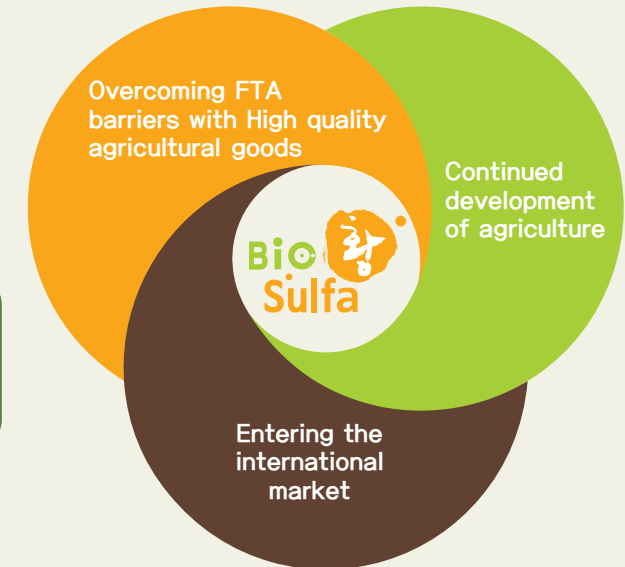 Overcoming FTA
barriers with High quality
agricultural goods
Continued
development
of agriculture
Bio 황
Sulfa
Entering the
international
market